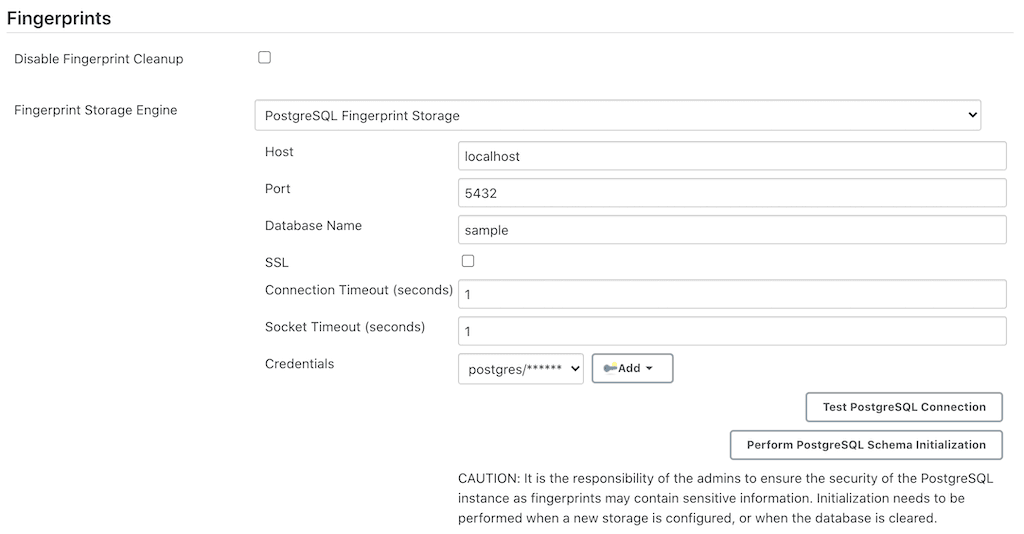 Fingerprints
Disable Fingerprint Cleanup
Fingerprint Storage Engine
PostgreSQL Fingerprint Storage
Host
localhost
Port
5432
Database Name
sample
SSL
Connection Timeout (seconds)
1
Socket Timeout (seconds)
1
Credentials
postgres/******
Add
Test PostgreSQL Connection
Perform PostgreSQL Schema Initialization
CAUTION: It is the responsibility of the admins to ensure the security of the PostgreSQL
instance as fingerprints may contain sensitive information. Initialization needs to be
performed when a new storage is configured, or when the database is cleared.